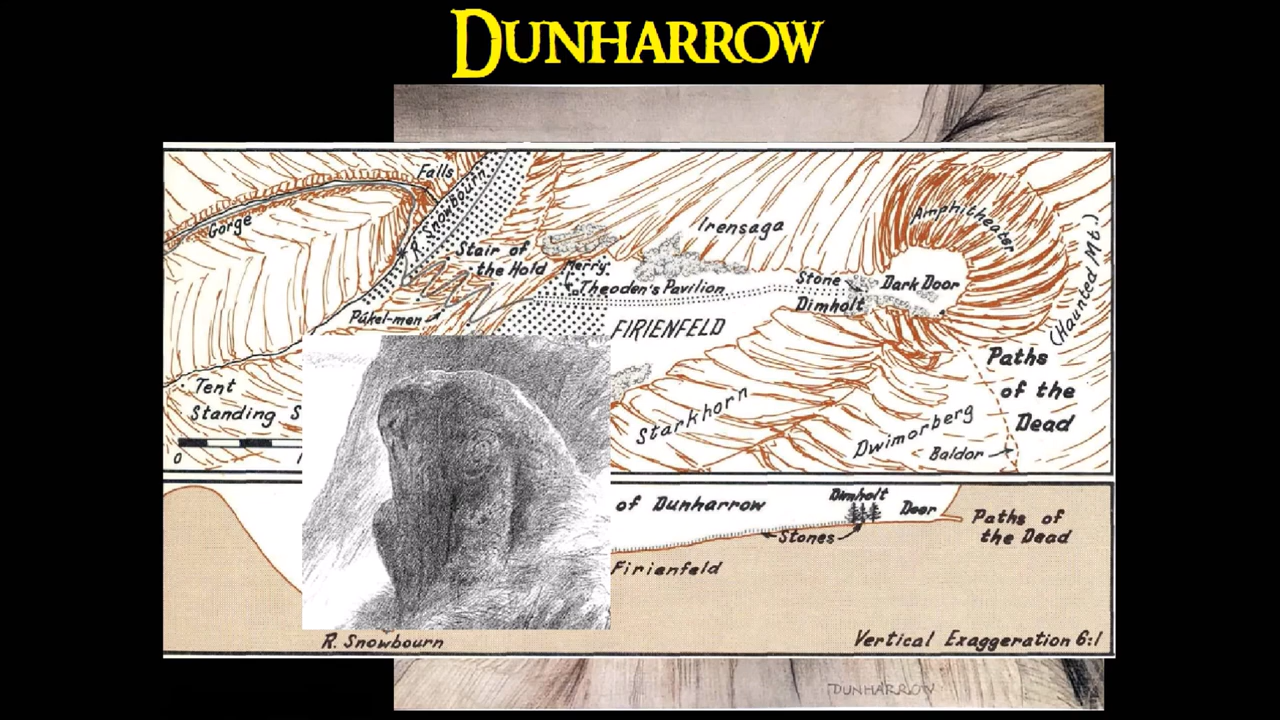 DUNHARROW
Falls
Gorge
R. Snowbourn
Irensaga
Amphitheater
Stair of
the Hold
Merry
Theoden's Pavilion
Stone
Dark Door
Dimholt
(Haunted Mt.)
Púkel-men
FIRIENFELD
Paths
of the
Dead
Tent
Standing S
Starkhorn
Dwimorberg
Baldor
0
of Dunharrow
Dimholt
Door
Paths of
the Dead
Stones
Firienfeld
R. Snowbourn
Vertical Exaggeration 6:1
DUNHARROW